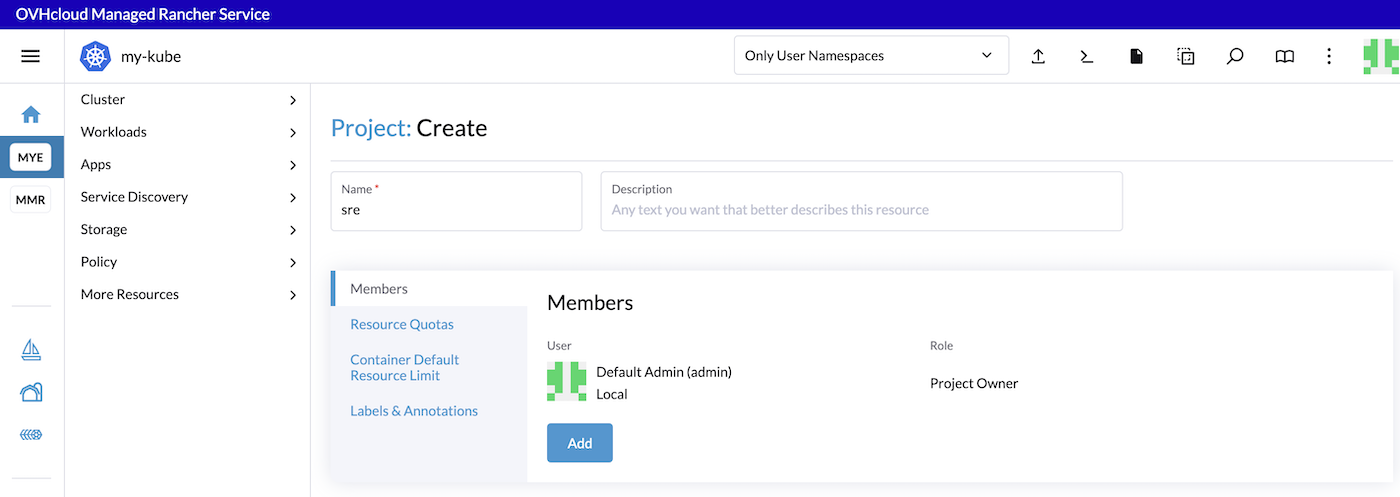 OVHcloud Managed Rancher Service
my-kube
Only User Namespaces
MYE
MMR
Cluster
Workloads
Apps
Service Discovery
Storage
Policy
More Resources
Project: Create
Name *
sre
Description
Any text you want that better describes this resource
Members
Resource Quotas
Container Default
Resource Limit
Labels & Annotations
Members
User
Role
Default Admin (admin)
Local
Project Owner
Add